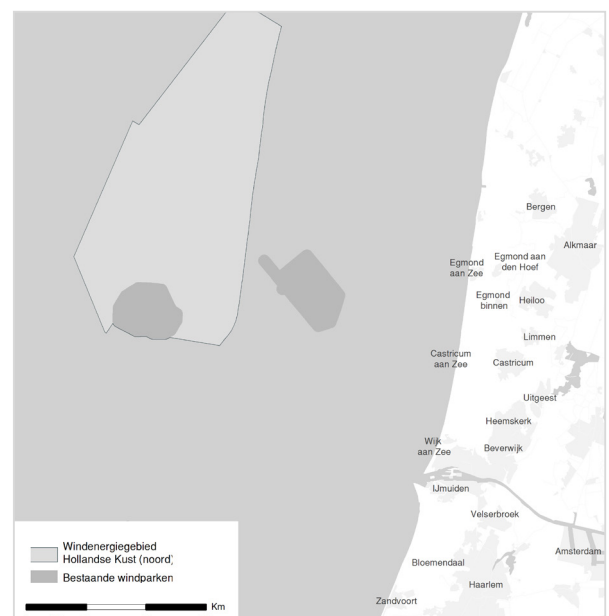 Bergen
Alkmaar
Egmond aan
den Hoef
Egmond
aan Zee
Egmond
binnen
Heiloo
Limmen
Castricum
aan Zee
Castricum
Uitgeest
Heemskerk
Wijk
aan Zee
Beverwijk
IJmuiden
Velserbroek
Amsterdam
Bloemendaal
Haarlem
Zandvoort
Windenergiegebied
Hollandse Kust (noord)
Bestaande windparken
Km